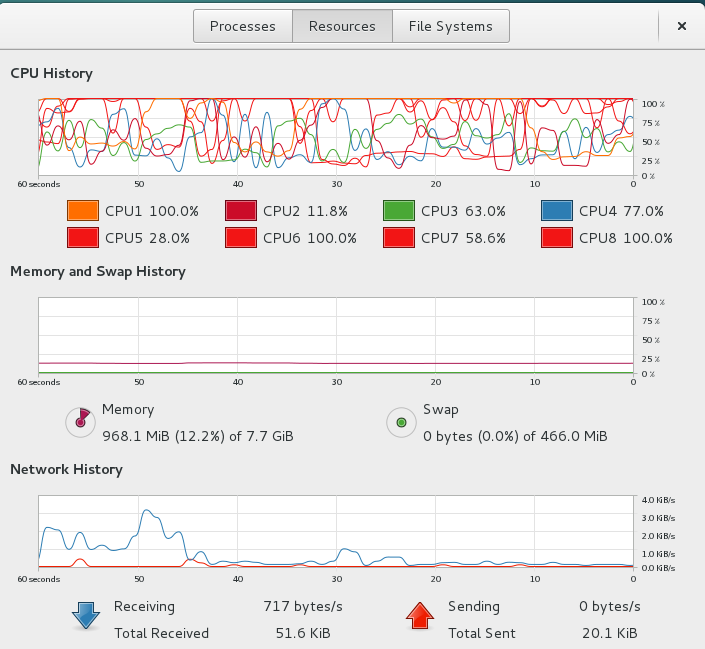 Processes Resources File Systems ×
CPU History
100 %
75 %
50 %
25 %
0 %
60 seconds 50 40 30 20 10 0
CPU1 100.0% CPU2 11.8% CPU3 63.0% CPU4 77.0%
CPU5 28.0% CPU6 100.0% CPU7 58.6% CPU8 100.0%
Memory and Swap History
100 %
75 %
50 %
25 %
0 %
60 seconds 50 40 30 20 10 0
Memory Swap
968.1 MiB (12.2%) of 7.7 GiB 0 bytes (0.0%) of 466.0 MiB
Network History
4.0 KiB/s
3.0 KiB/s
2.0 KiB/s
1.0 KiB/s
0.0 KiB/s
60 seconds 50 40 30 20 10 0
Receiving 717 bytes/s Sending 0 bytes/s
Total Received 51.6 KiB Total Sent 20.1 KiB